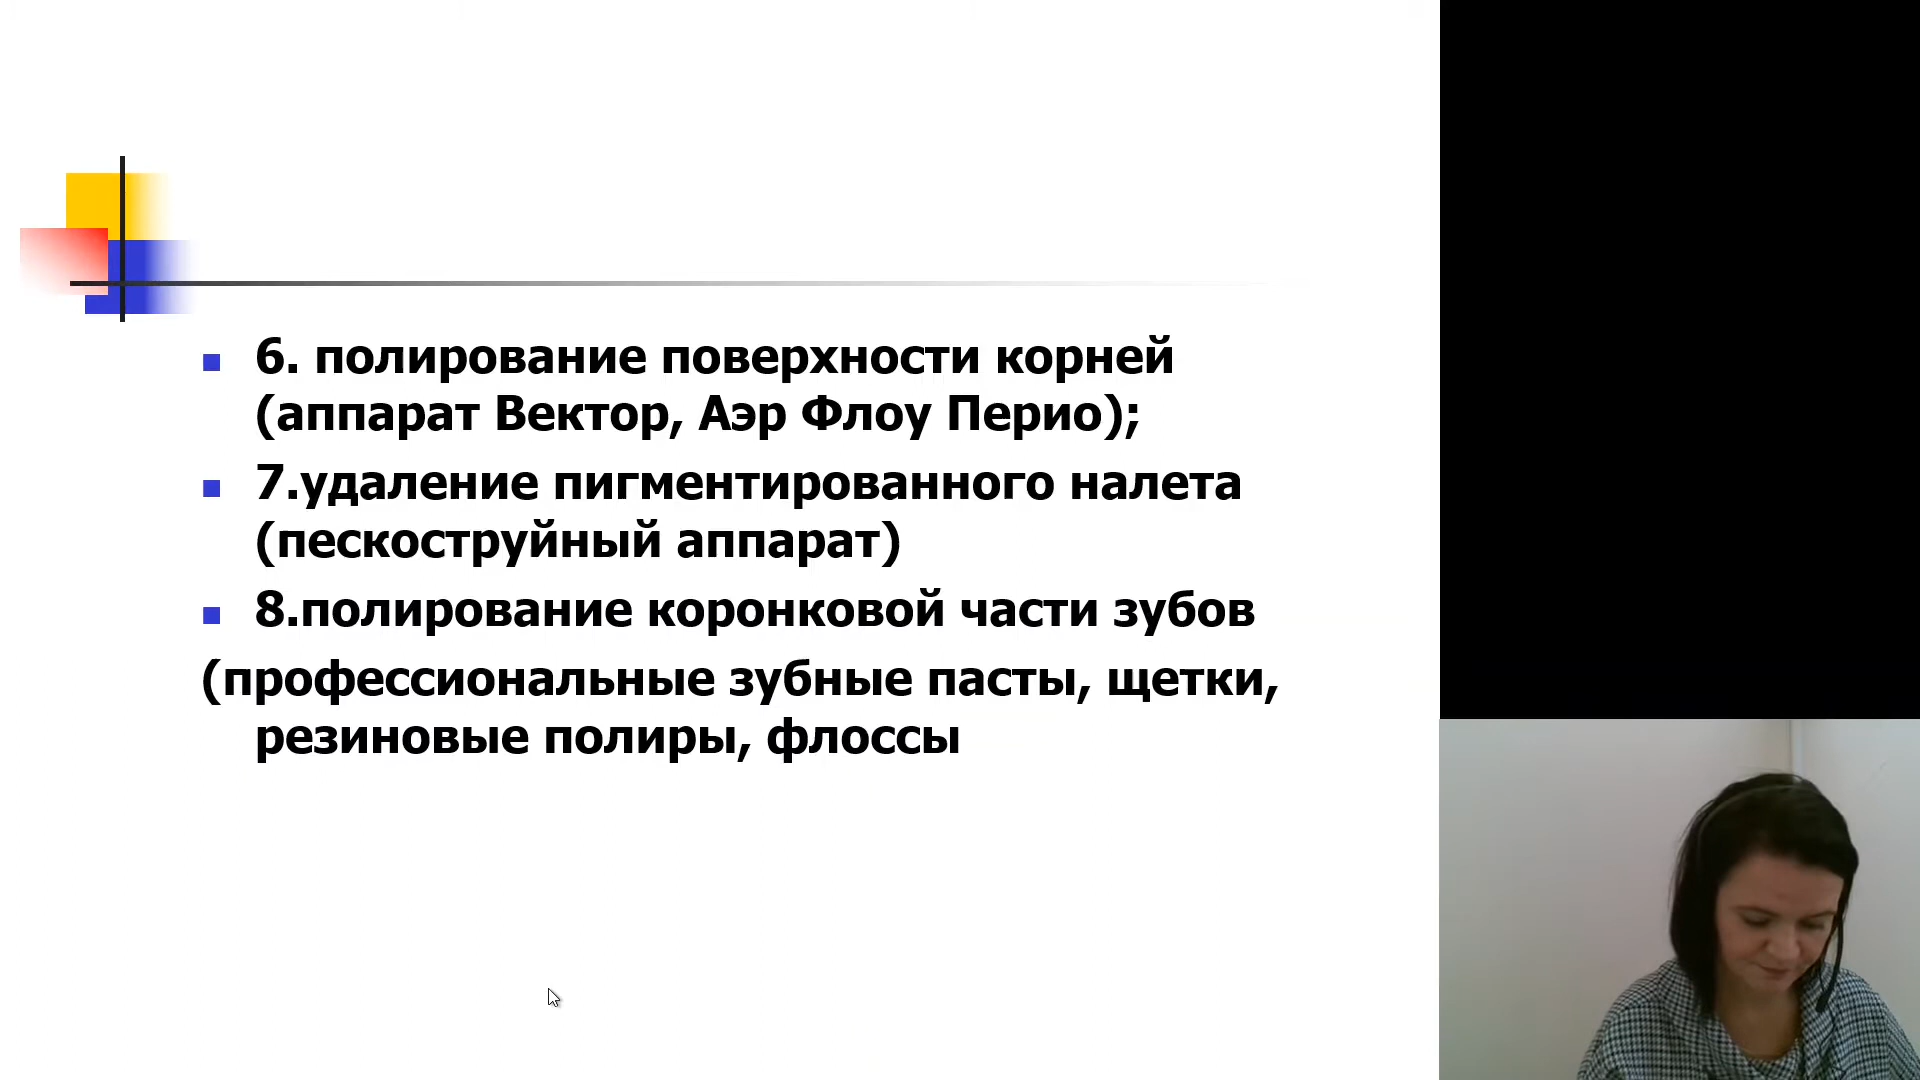 6. полирование поверхности корней
(аппарат Вектор, Аэр Флоу Перио);
7.удаление пигментированного налета
(пескоструйный аппарат)
8.полирование коронковой части зубов
(профессиональные зубные пасты, щетки,
резиновые полиры, флоссы